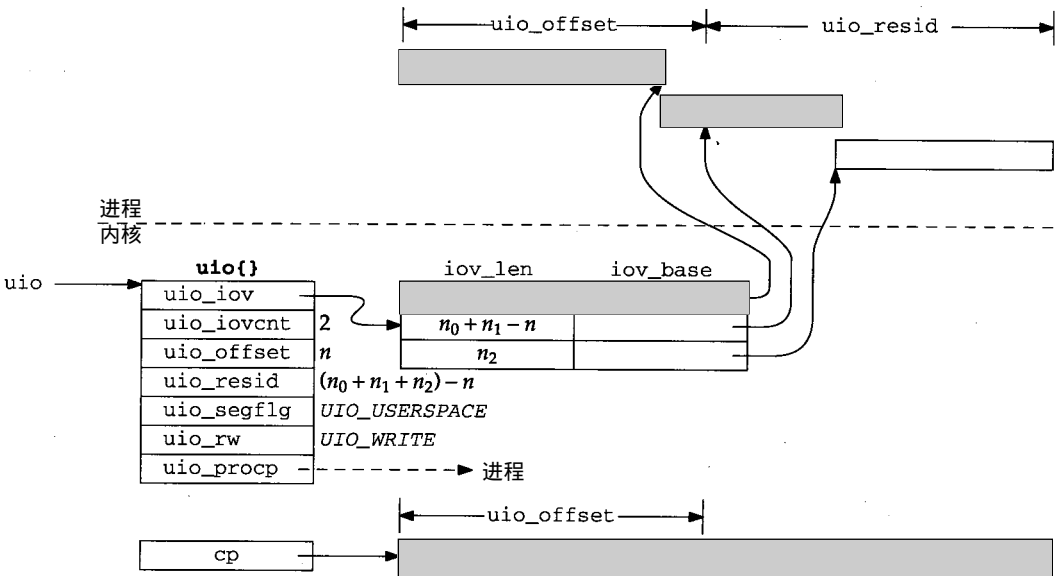 uio_offset uio_resid
进程
内核
uio{} iov_len iov_base
uio
uio_iov
uio_iovcnt 2 n₀+n₁−n
uio_offset n n₂
uio_resid (n₀+n₁+n₂)−n
uio_segflg UIO_USERSPACE
uio_rw UIO_WRITE
uio_procp 进程
uio_offset
cp